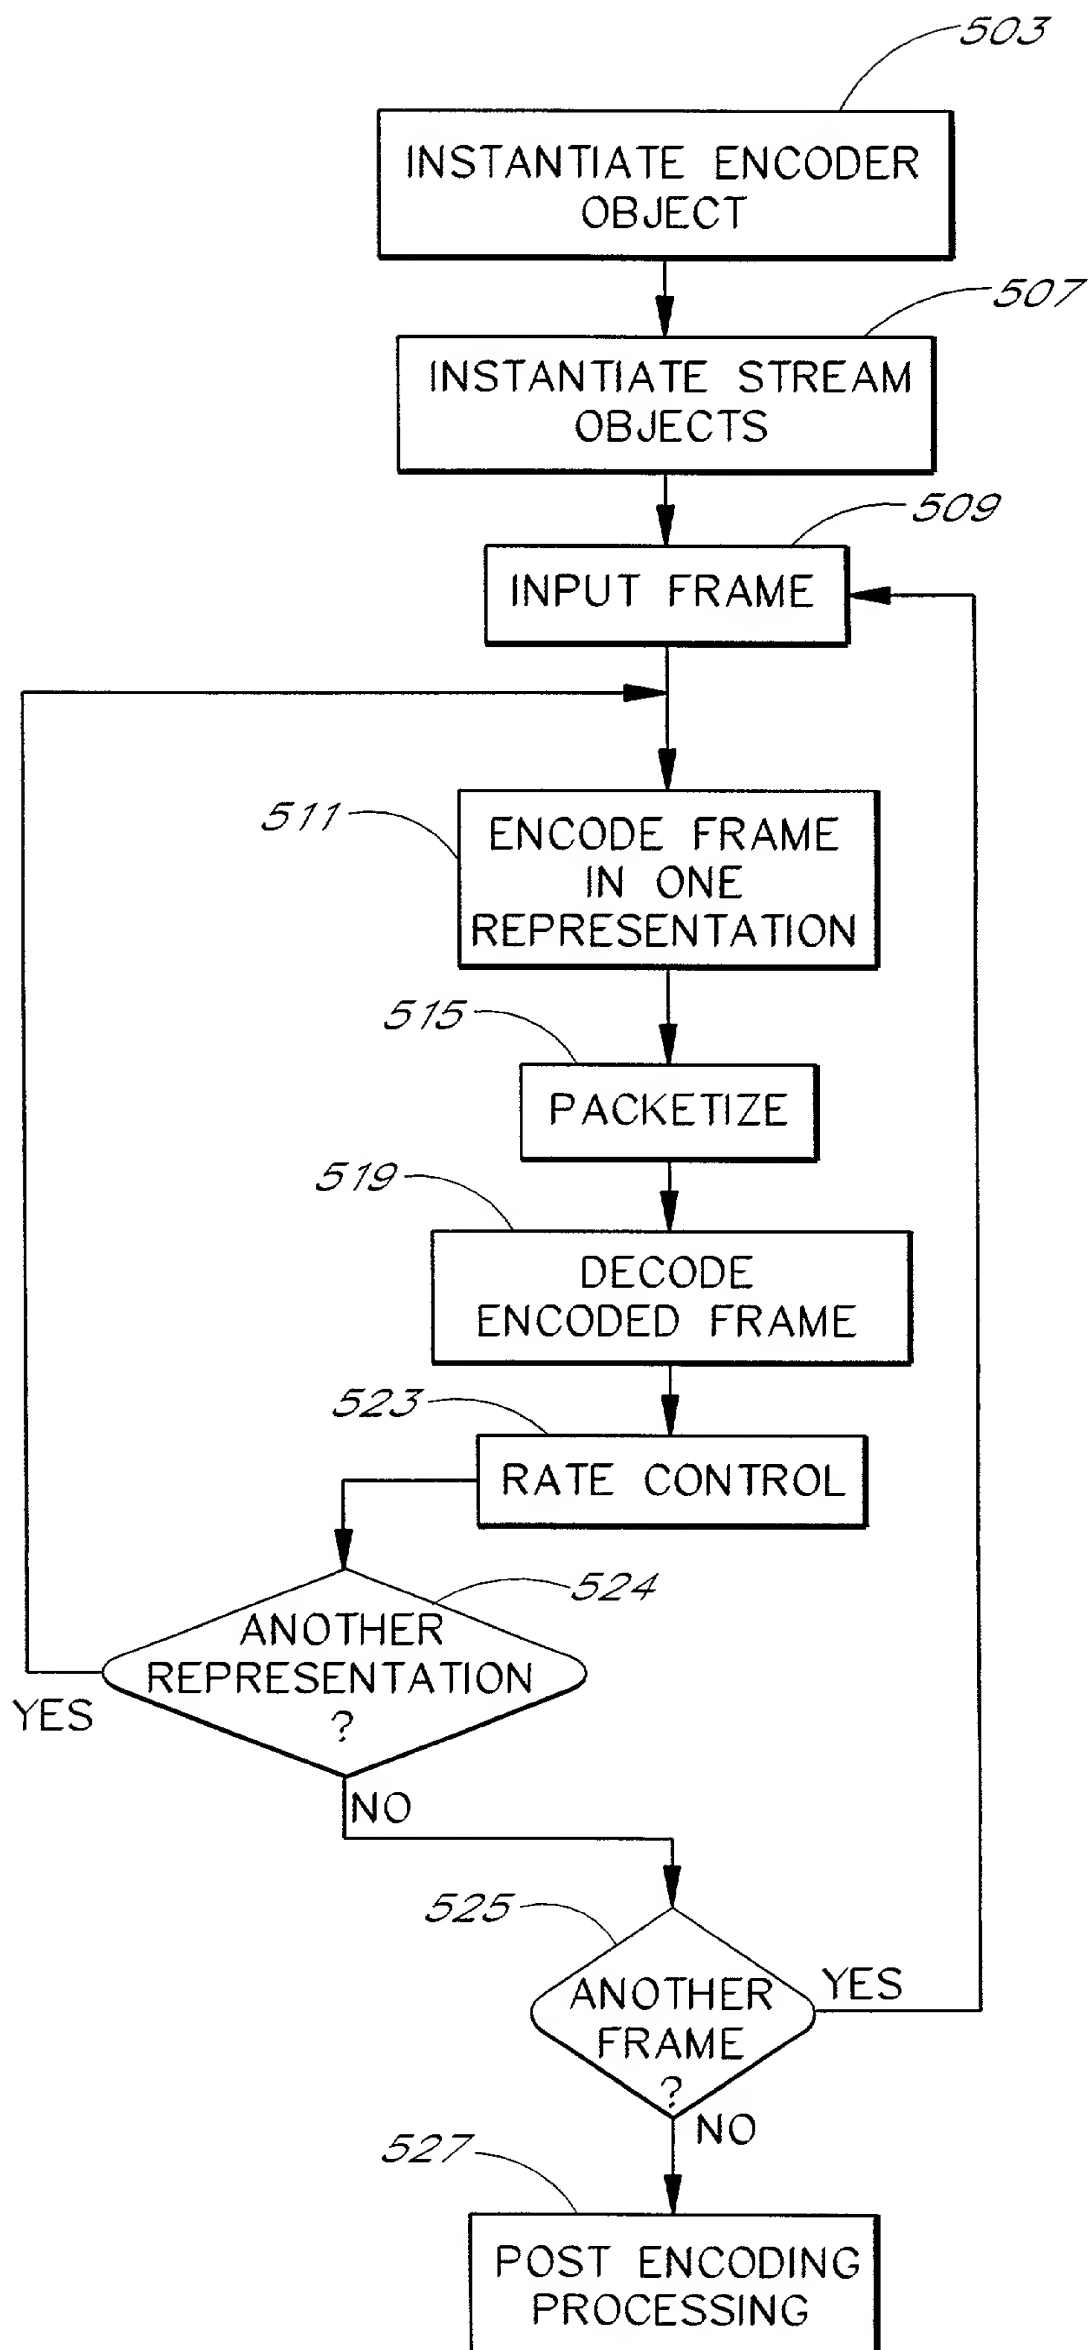 503
INSTANTIATE ENCODER
OBJECT
507
INSTANTIATE STREAM
OBJECTS
509
INPUT FRAME
511
ENCODE FRAME
IN ONE
REPRESENTATION
515
PACKETIZE
519
DECODE
ENCODED FRAME
523
RATE CONTROL
524
ANOTHER
REPRESENTATION
?
YES
NO
525
ANOTHER
FRAME
?
YES
NO
527
POST ENCODING
PROCESSING